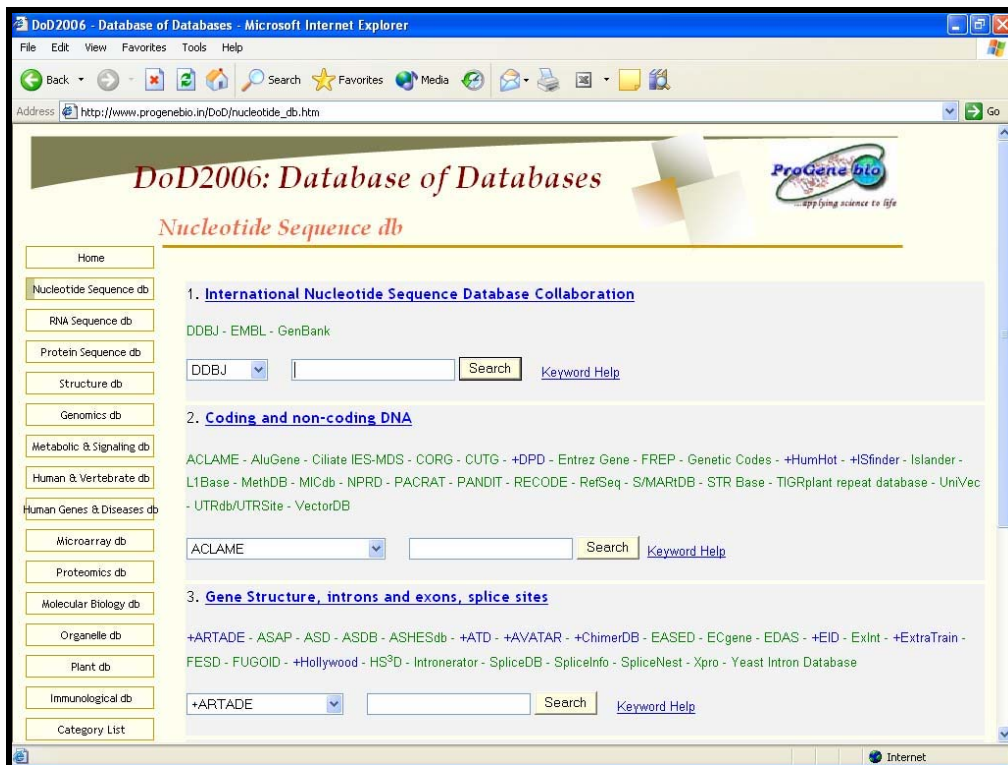 DoD2006 - Database of Databases - Microsoft Internet Explorer
File Edit View Favorites Tools Help
Back Search Favorites Media
Address http://www.progenebio.in/DoD/nucleotide_db.htm Go
DoD2006: Database of Databases
ProGene bio
...applying science to life
Nucleotide Sequence db
Home
Nucleotide Sequence db
RNA Sequence db
Protein Sequence db
Structure db
Genomics db
Metabolic & Signaling db
Human & Vertebrate db
Human Genes & Diseases db
Microarray db
Proteomics db
Molecular Biology db
Organelle db
Plant db
Immunological db
Category List
1. International Nucleotide Sequence Database Collaboration
DDBJ - EMBL - GenBank
DDBJ Search Keyword Help
2. Coding and non-coding DNA
ACLAME - AluGene - Ciliate IES-MDS - CORG - CUTG - +DPD - Entrez Gene - FREP - Genetic Codes - +HumHot - +ISfinder - Islander -
L1Base - MethDB - MICdb - NPRD - PACRAT - PANDIT - RECODE - RefSeq - S/MARtDB - STR Base - TIGRplant repeat database - UniVec
- UTRdb/UTRSite - VectorDB
ACLAME Search Keyword Help
3. Gene Structure, introns and exons, splice sites
+ARTADE - ASAP - ASD - ASDB - ASHESdb - +ATD - +AVATAR - +ChimerDB - EASED - ECgene - EDAS - +EID - ExInt - +ExtraTrain -
FESD - FUGOID - +Hollywood - HS³D - Intronerator - SpliceDB - SpliceInfo - SpliceNest - Xpro - Yeast Intron Database
+ARTADE Search Keyword Help
Internet